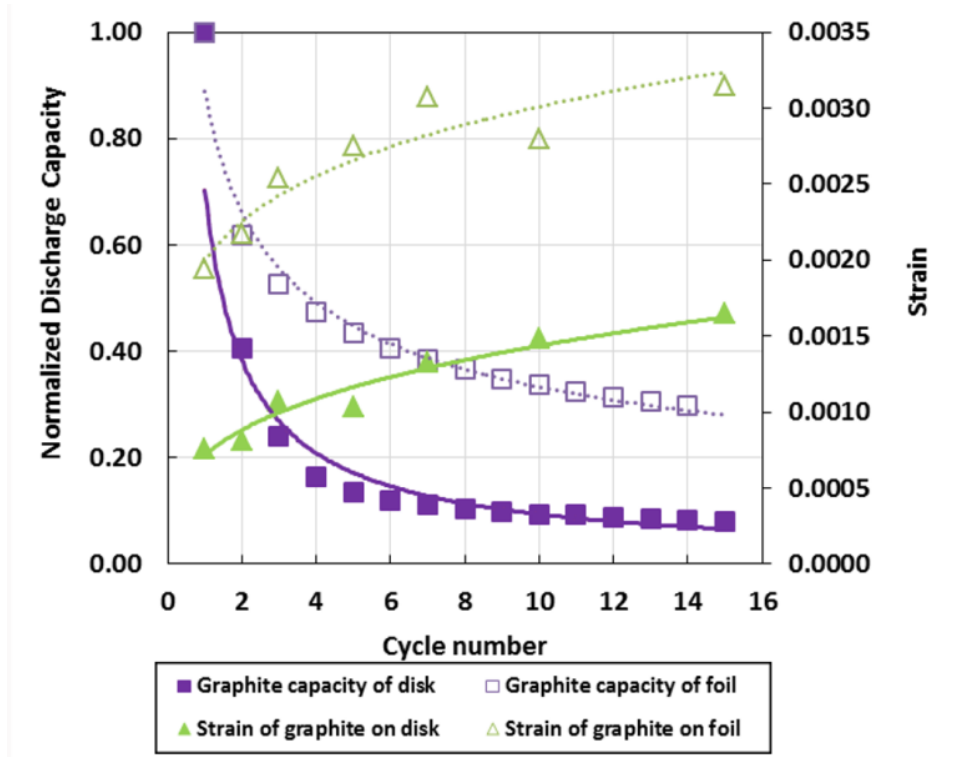 Normalized Discharge Capacity
1.00
0.80
0.60
0.40
0.20
0.00
0 2 4 6 8 10 12 14 16
Cycle number
0.0035
0.0030
0.0025
0.0020
0.0015
0.0010
0.0005
0.0000
Strain
Graphite capacity of disk
Graphite capacity of foil
Strain of graphite on disk
Strain of graphite on foil